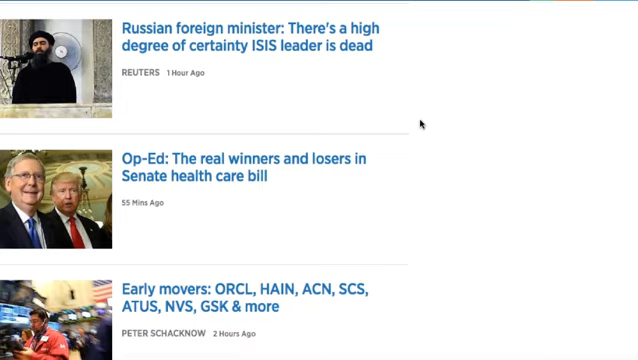 Russian foreign minister: There's a high
degree of certainty ISIS leader is dead
REUTERS 1 Hour Ago
Op-Ed: The real winners and losers in
Senate health care bill
55 Mins Ago
Early movers: ORCL, HAIN, ACN, SCS,
ATUS, NVS, GSK & more
PETER SCHACKNOW 2 Hours Ago